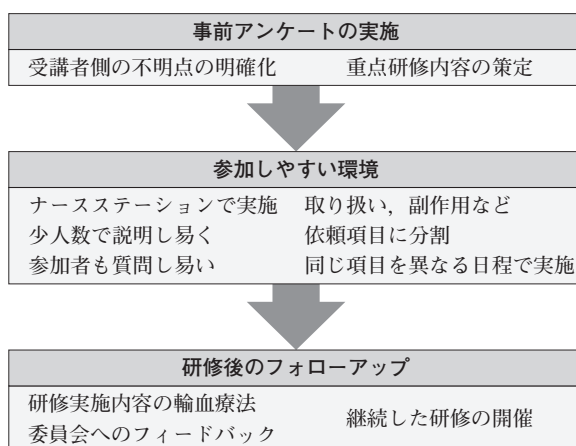 事前アンケートの実施
受講者側の不明点の明確化　重点研修内容の策定
参加しやすい環境
ナースステーションで実施　取り扱い，副作用など
少人数で説明し易く　依頼項目に分割
参加者も質問し易い　同じ項目を異なる日程で実施
研修後のフォローアップ
研修実施内容の輸血療法
委員会へのフィードバック
継続した研修の開催